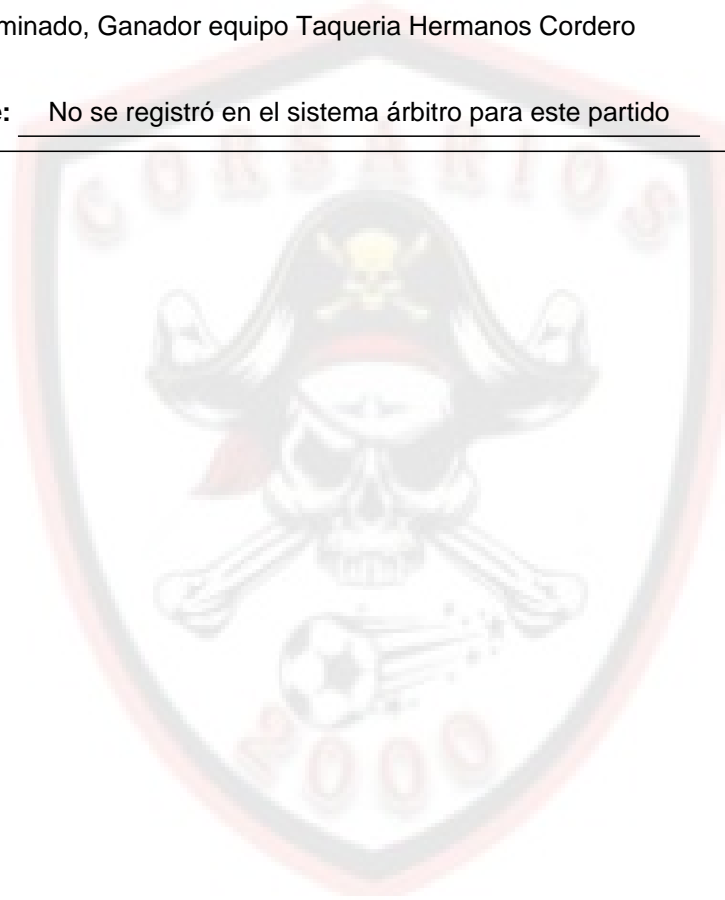 minado, Ganador equipo Taqueria Hermanos Cordero
: No se registró en el sistema árbitro para este partido
CORSARIOS
2000